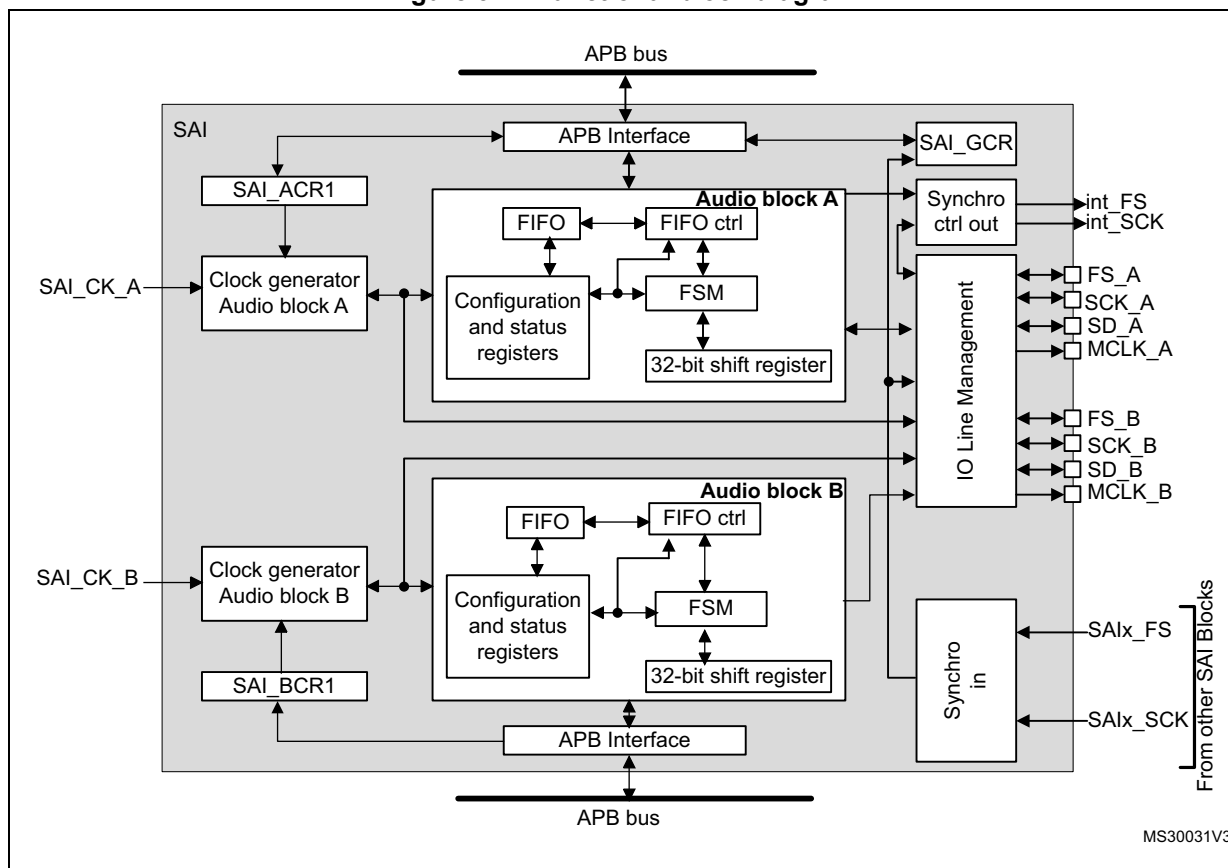 APB bus
SAI
APB Interface
SAI_GCR
SAI_ACR1
Audio block A
Synchro
ctrl out
int_FS
int_SCK
FIFO
FIFO ctrl
SAI_CK_A
Clock generator
Audio block A
Configuration
and status
registers
FSM
32-bit shift register
IO Line Management
FS_A
SCK_A
SD_A
MCLK_A
FS_B
SCK_B
SD_B
MCLK_B
Audio block B
FIFO
FIFO ctrl
SAI_CK_B
Clock generator
Audio block B
Configuration
and status
registers
FSM
32-bit shift register
SAI_BCR1
Synchro
in
SAIx_FS
SAIx_SCK
From other SAI Blocks
APB Interface
APB bus
MS30031V3